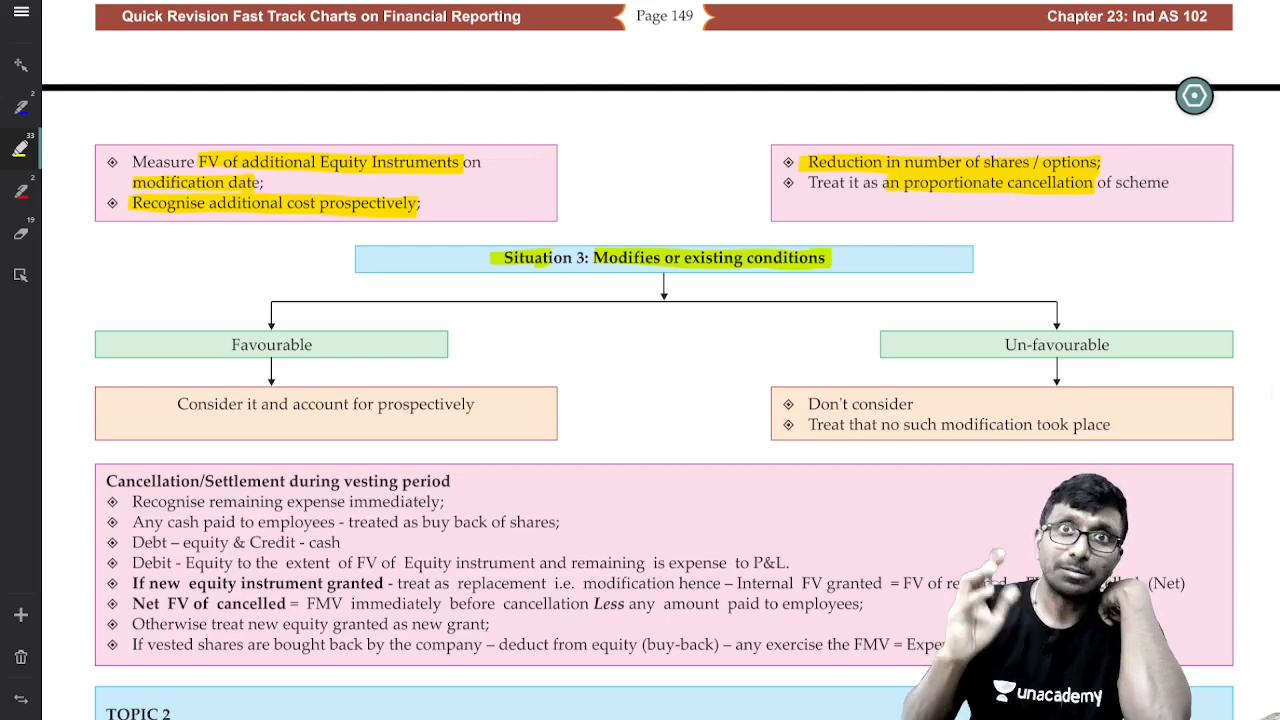 Quick Revision Fast Track Charts on Financial Reporting
Page 149
Chapter 23: Ind AS 102
Measure FV of additional Equity Instruments on
modification date;
Recognise additional cost prospectively;
Reduction in number of shares / options;
Treat it as an proportionate cancellation of scheme
Situation 3: Modifies or existing conditions
Favourable
Un-favourable
Consider it and account for prospectively
Don't consider
Treat that no such modification took place
Cancellation/Settlement during vesting period
Recognise remaining expense immediately;
Any cash paid to employees - treated as buy back of shares;
Debt – equity & Credit - cash
Debit - Equity to the extent of FV of Equity instrument and remaining is expense to P&L.
If new equity instrument granted - treat as replacement i.e. modification hence – Internal FV granted = FV of (Net)
Net FV of cancelled = FMV immediately before cancellation Less any amount paid to employees;
Otherwise treat new equity granted as new grant;
If vested shares are bought back by the company – deduct from equity (buy-back) – any exercise the FMV =
TOPIC 2
unacademy
2
33
2
19